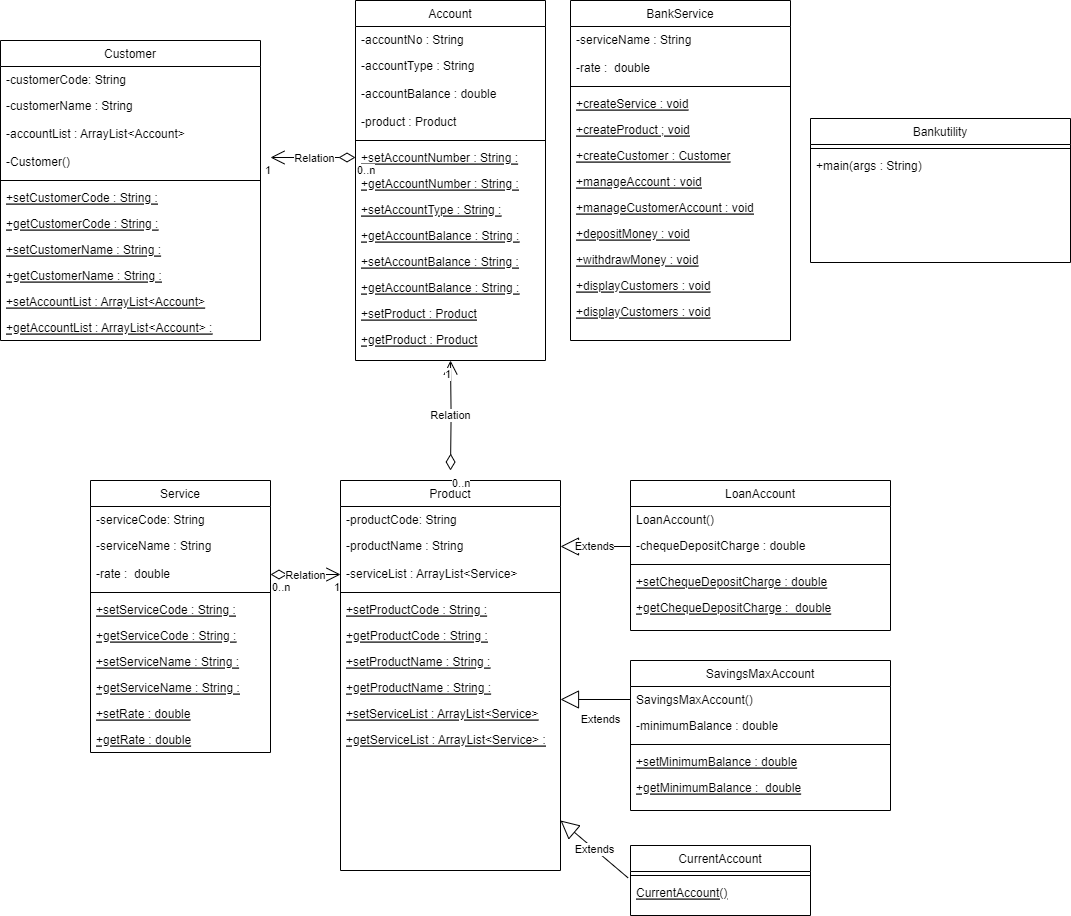 Customer
-customerCode: String
-customerName : String
-accountList : ArrayList<Account>
-Customer()
+setCustomerCode : String :
+getCustomerCode : String :
+setCustomerName : String :
+getCustomerName : String :
+setAccountList : ArrayList<Account>
+getAccountList : ArrayList<Account> :
Relation
1
0..n
Account
-accountNo : String
-accountType : String
-accountBalance : double
-product : Product
+setAccountNumber : String :
+getAccountNumber : String :
+setAccountType : String :
+getAccountBalance : String :
+setAccountBalance : String :
+getAccountBalance : String :
+setProduct : Product
+getProduct : Product
BankService
-serviceName : String
-rate :  double
+createService : void
+createProduct ; void
+createCustomer : Customer
+manageAccount : void
+manageCustomerAccount : void
+depositMoney : void
+withdrawMoney : void
+displayCustomers : void
+displayCustomers : void
Bankutility
+main(args : String)
1
Relation
0..n
Service
-serviceCode: String
-serviceName : String
-rate :  double
+setServiceCode : String :
+getServiceCode : String :
+setServiceName : String :
+getServiceName : String :
+setRate : double
+getRate : double
Relation
0..n
1
Product
-productCode: String
-productName : String
-serviceList : ArrayList<Service>
+setProductCode : String :
+getProductCode : String :
+setProductName : String :
+getProductName : String :
+setServiceList : ArrayList<Service>
+getServiceList : ArrayList<Service> :
Extends
LoanAccount
LoanAccount()
-chequeDepositCharge : double
+setChequeDepositCharge : double
+getChequeDepositCharge :  double
Extends
SavingsMaxAccount
SavingsMaxAccount()
-minimumBalance : double
+setMinimumBalance : double
+getMinimumBalance :  double
Extends
CurrentAccount
CurrentAccount()